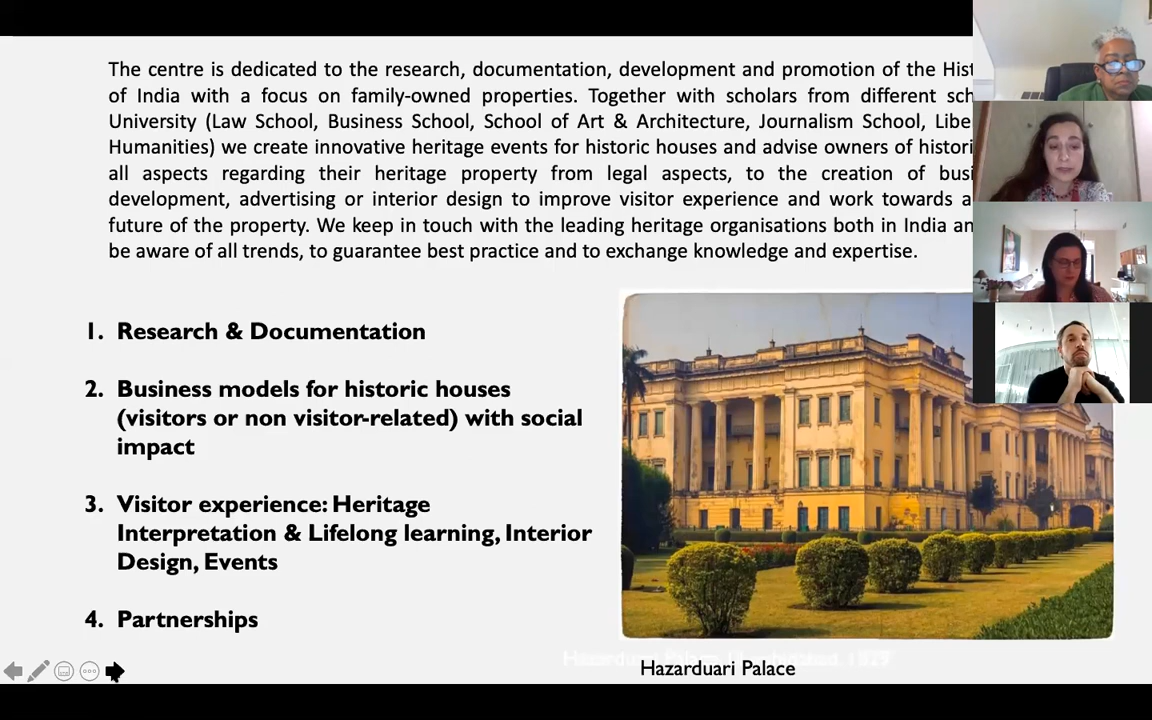 The centre is dedicated to the research, documentation, development and promotion of the Hist
of India with a focus on family-owned properties. Together with scholars from different sch
University (Law School, Business School, School of Art & Architecture, Journalism School, Libe
Humanities) we create innovative heritage events for historic houses and advise owners of histori
all aspects regarding their heritage property from legal aspects, to the creation of busi
development, advertising or interior design to improve visitor experience and work towards a
future of the property. We keep in touch with the leading heritage organisations both in India an
be aware of all trends, to guarantee best practice and to exchange knowledge and expertise.
1. Research & Documentation
2. Business models for historic houses
(visitors or non visitor-related) with social
impact
3. Visitor experience: Heritage
Interpretation & Lifelong learning, Interior
Design, Events
4. Partnerships
Hazarduari Palace